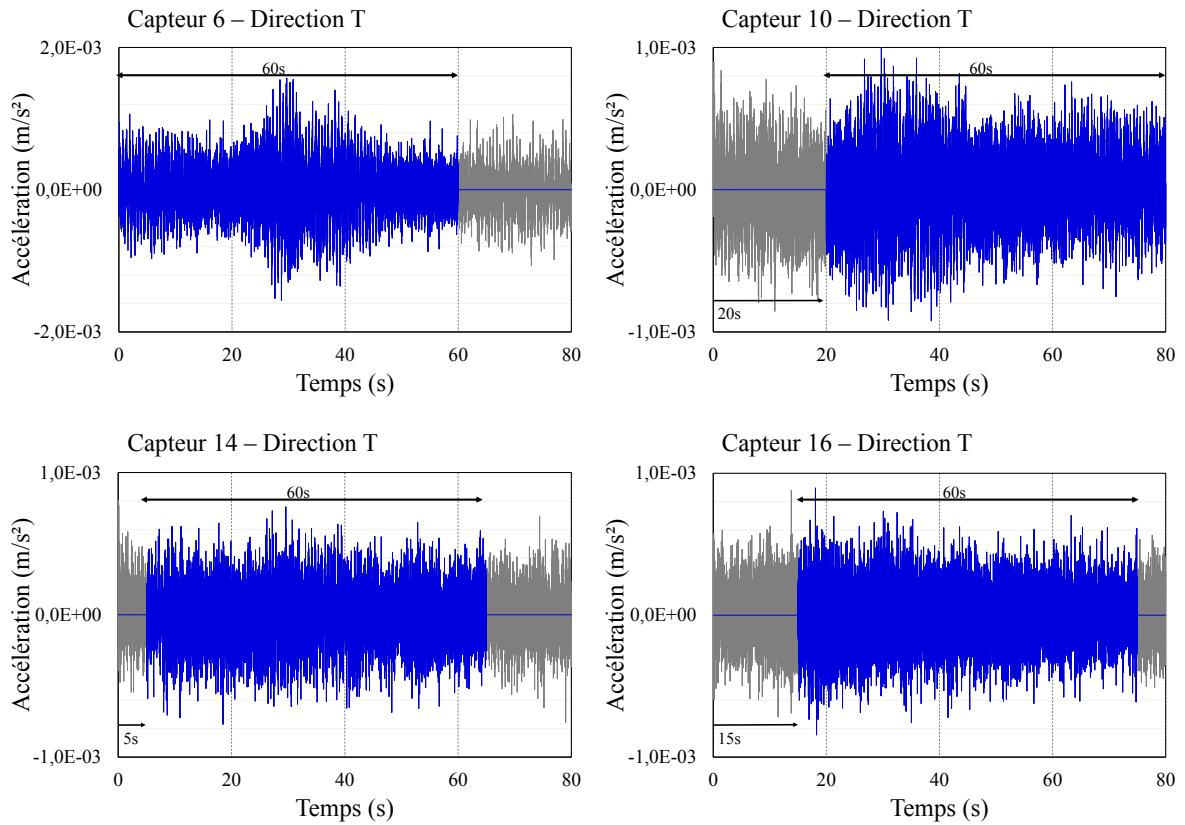 Capteur 6 – Direction T
2,0E-03
60s
0,0E+00
-2,0E-03
Accélération (m/s²)
0 20 40 60 80
Temps (s)
Capteur 10 – Direction T
1,0E-03
60s
0,0E+00
20s
-1,0E-03
Accélération (m/s²)
0 20 40 60 80
Temps (s)
Capteur 14 – Direction T
1,0E-03
60s
0,0E+00
5s
-1,0E-03
Accélération (m/s²)
0 20 40 60 80
Temps (s)
Capteur 16 – Direction T
1,0E-03
60s
0,0E+00
15s
-1,0E-03
Accélération (m/s²)
0 20 40 60 80
Temps (s)